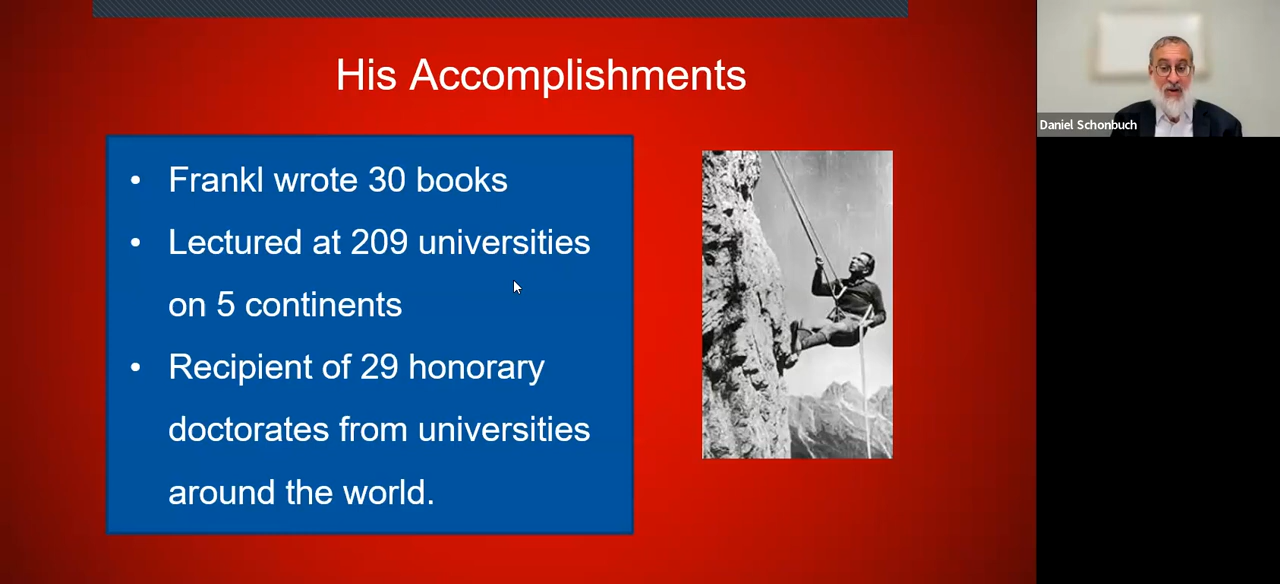 His Accomplishments
• Frankl wrote 30 books
• Lectured at 209 universities
on 5 continents
• Recipient of 29 honorary
doctorates from universities
around the world.
Daniel Schonbuch